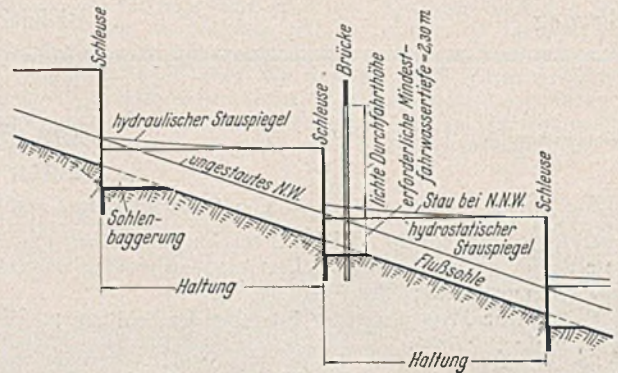 Schleuse
hydraulischer Stauspiegel
ungestautes N.W.
Sohlen-
baggerung
Haltung
Schleuse
Brücke
lichte Durchfahrthöhe
erforderliche Mindest-
fahrwassertiefe = 2,30 m
Stau bei N.N.W.
hydrostatischer
Stauspiegel
Flußsohle
Schleuse
Haltung